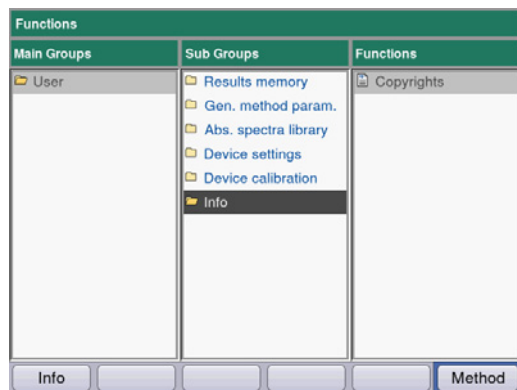 Functions
Main Groups
Sub Groups
Functions
User
Results memory
Gen. method param.
Abs. spectra library
Device settings
Device calibration
Info
Copyrights
Info
Method